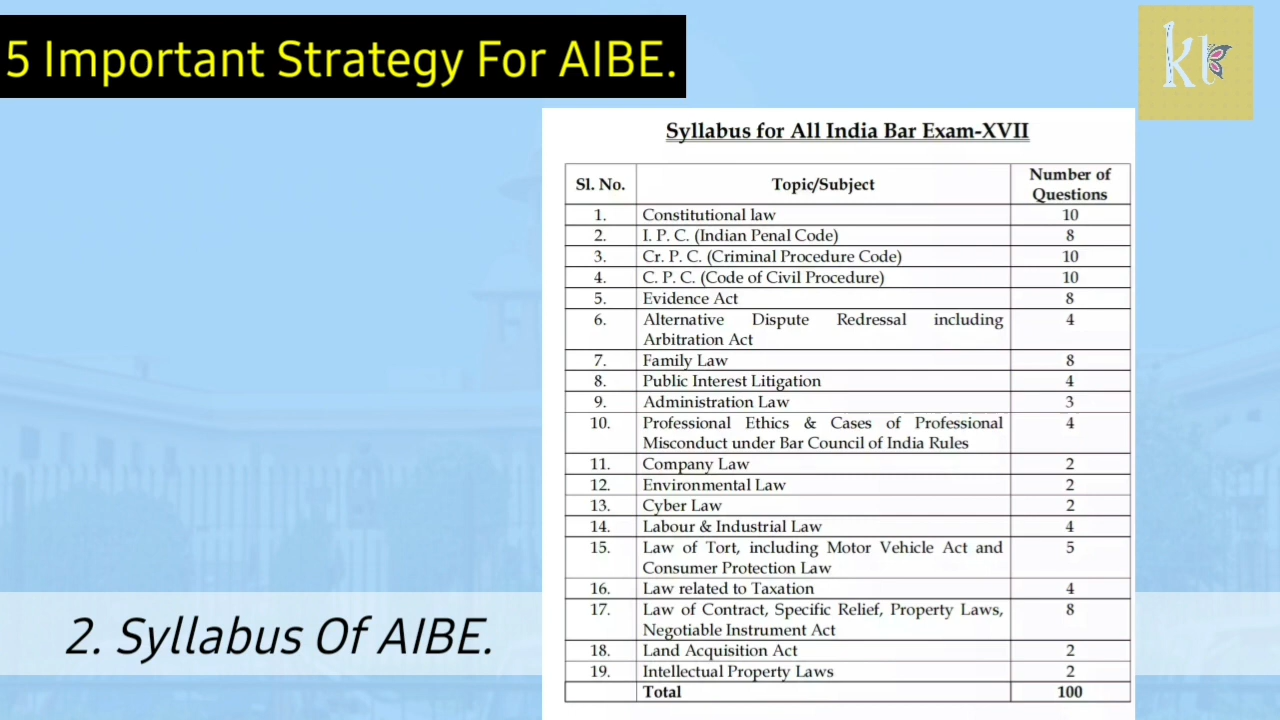 5 Important Strategy For AIBE.
kt
Syllabus for All India Bar Exam-XVII
Sl. No. Topic/Subject Number of Questions
1. Constitutional law 10
2. I. P. C. (Indian Penal Code) 8
3. Cr. P. C. (Criminal Procedure Code) 10
4. C. P. C. (Code of Civil Procedure) 10
5. Evidence Act 8
6. Alternative Dispute Redressal including 4
Arbitration Act
7. Family Law 8
8. Public Interest Litigation 4
9. Administration Law 3
10. Professional Ethics & Cases of Professional 4
Misconduct under Bar Council of India Rules
11. Company Law 2
12. Environmental Law 2
13. Cyber Law 2
14. Labour & Industrial Law 4
15. Law of Tort, including Motor Vehicle Act and 5
Consumer Protection Law
16. Law related to Taxation 4
17. Law of Contract, Specific Relief, Property Laws, 8
Negotiable Instrument Act
18. Land Acquisition Act 2
19. Intellectual Property Laws 2
Total 100
2. Syllabus Of AIBE.